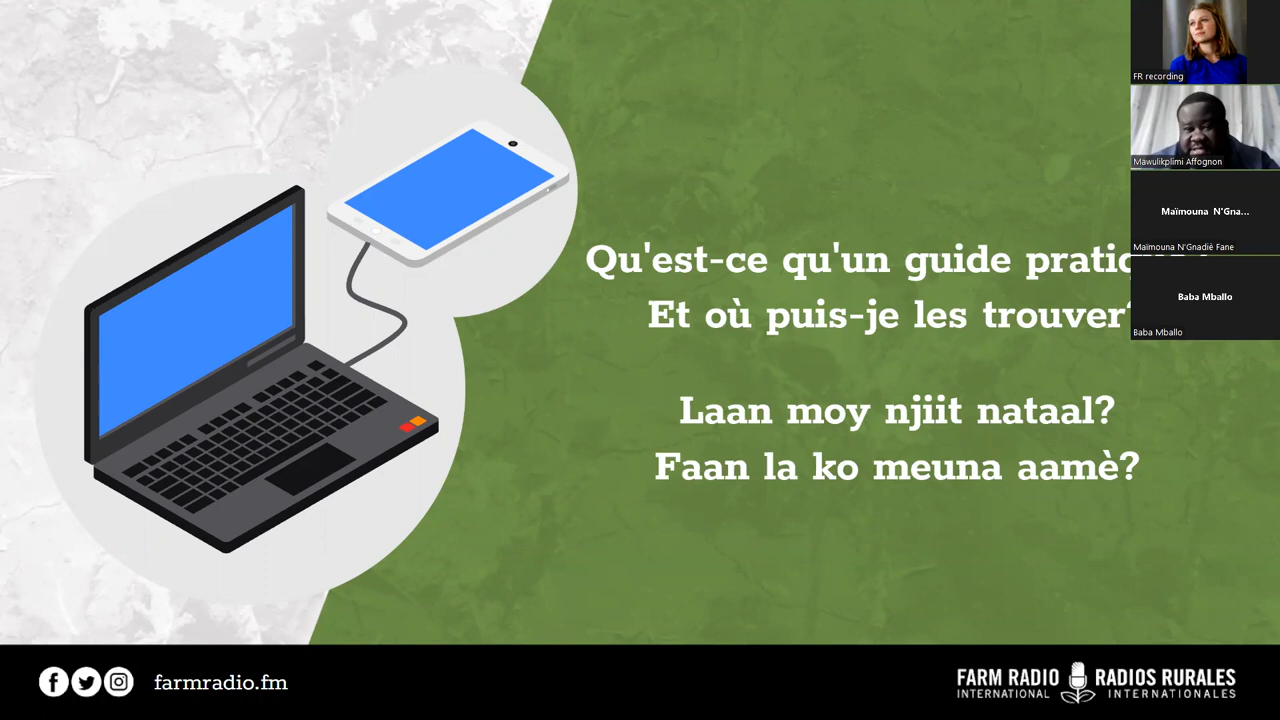 Qu'est-ce qu'un guide
Et où puis-je les trouver?
Laan moy njiit nataal?
Faan la ko meuna aamè?
FR recording
Mawulikplimi Affognon
Maïmouna N'Gna...
Maïmouna N'Gnadié Fane
Baba Mballo
Baba Mballo
farmradio.fm
FARM RADIO
INTERNATIONAL
RADIOS RURALES
INTERNATIONALES